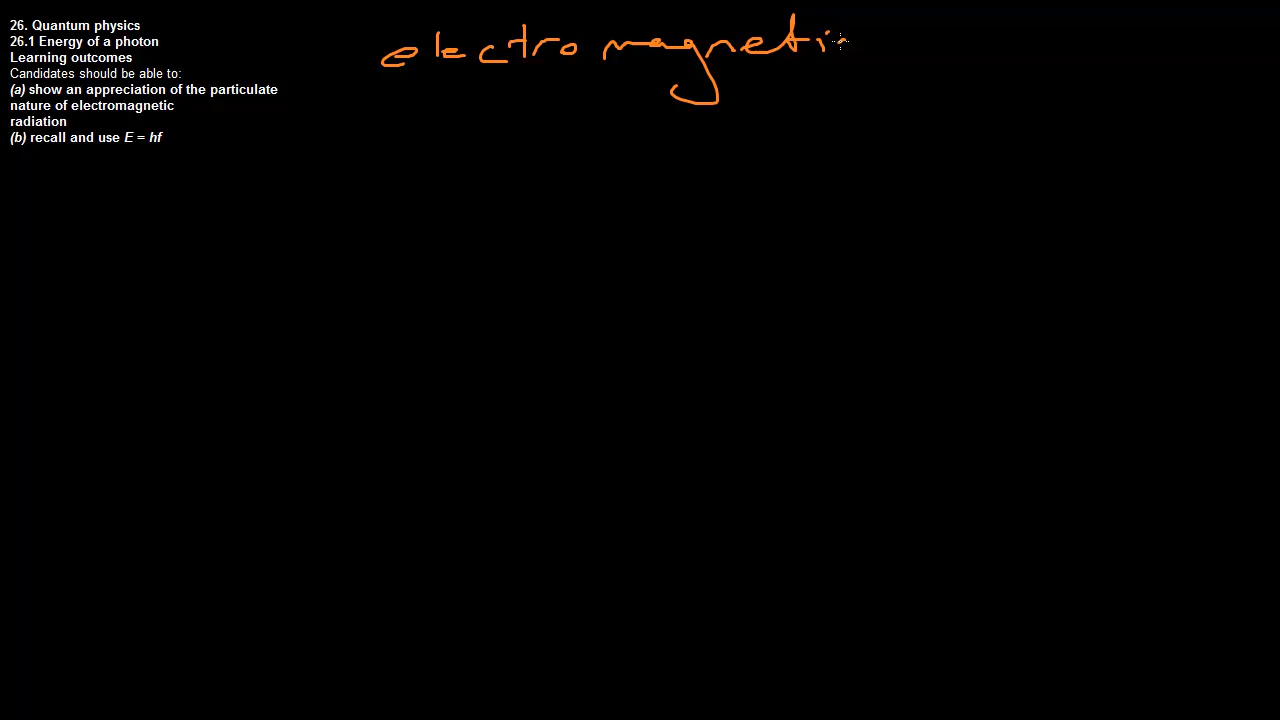 26. Quantum physics
26.1 Energy of a photon
Learning outcomes
Candidates should be able to:
(a) show an appreciation of the particulate
nature of electromagnetic
radiation
(b) recall and use E = hf
electromagneti